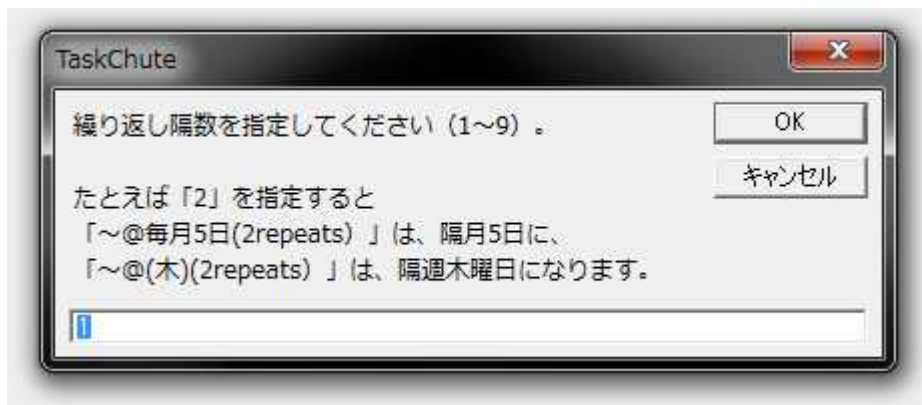 TaskChute
繰り返し隔数を指定してください（1～9）。
OK
キャンセル
たとえば「2」を指定すると
「～@毎月5日(2repeats）」は、隔月5日に、
「～@(木)(2repeats）」は、隔週木曜日になります。
1